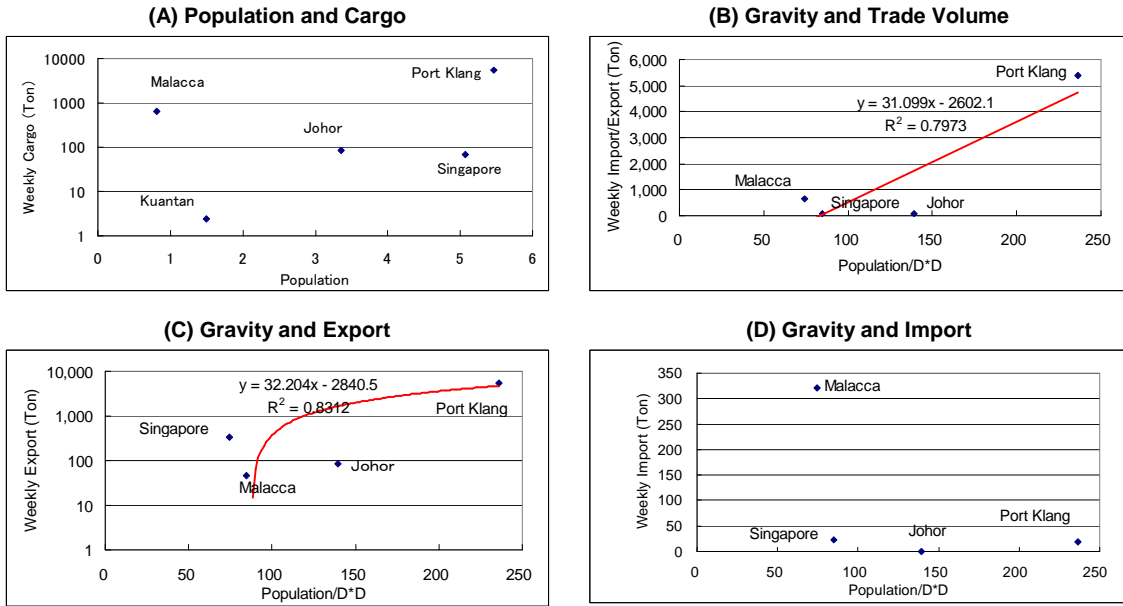 (A) Population and Cargo
Weekly Cargo (Ton)
10000
1000
100
10
1
Malacca
Port Klang
Johor
Singapore
Kuantan
0 1 2 3 4 5 6
Population
(B) Gravity and Trade Volume
Weekly Import/Export (Ton)
6,000
5,000
4,000
3,000
2,000
1,000
0
Port Klang
y = 31.099x - 2602.1
R² = 0.7973
Malacca
Singapore
Johor
0 50 100 150 200 250
Population/D*D
(C) Gravity and Export
Weekly Export (Ton)
10,000
1,000
100
10
1
y = 32.204x - 2840.5
R² = 0.8312
Port Klang
Singapore
Johor
Malacca
0 50 100 150 200 250
Population/D*D
(D) Gravity and Import
Weekly Import (Ton)
350
300
250
200
150
100
50
0
Malacca
Port Klang
Singapore
Johor
0 50 100 150 200 250
Population/D*D